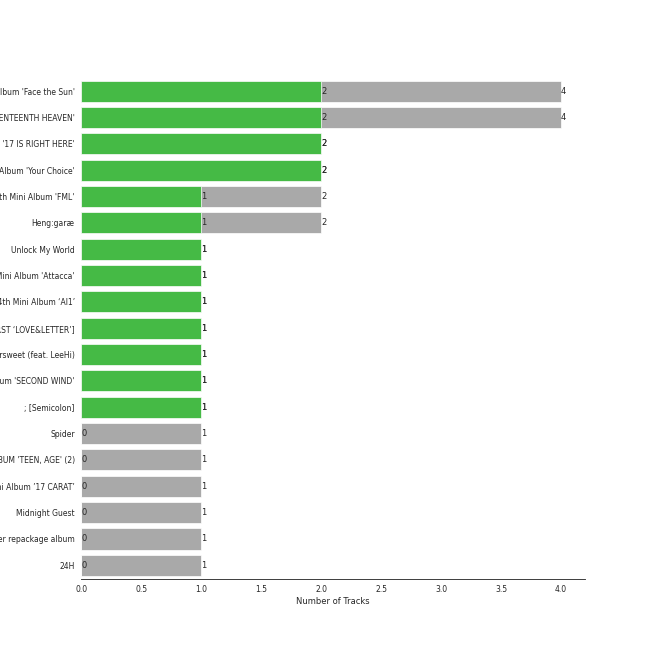 lbum 'Face the Sun' 2 4
ENTEENTH HEAVEN' 2 4
'17 IS RIGHT HERE' 2
Album 'Your Choice' 2
th Mini Album 'FML' 1 2
Heng:garæ 1 2
Unlock My World 1
Mini Album 'Attacca' 1
4th Mini Album 'Al1' 1
ST 'LOVE&LETTER'] 1
rsweet (feat. LeeHi) 1
um 'SECOND WIND' 1
; [Semicolon] 1
Spider 0 1
BUM 'TEEN, AGE' (2) 0 1
ni Album '17 CARAT' 0 1
Midnight Guest 0 1
er repackage album 0 1
24H 0 1
0.0 0.5 1.0 1.5 2.0 2.5 3.0 3.5 4.0
Number of Tracks